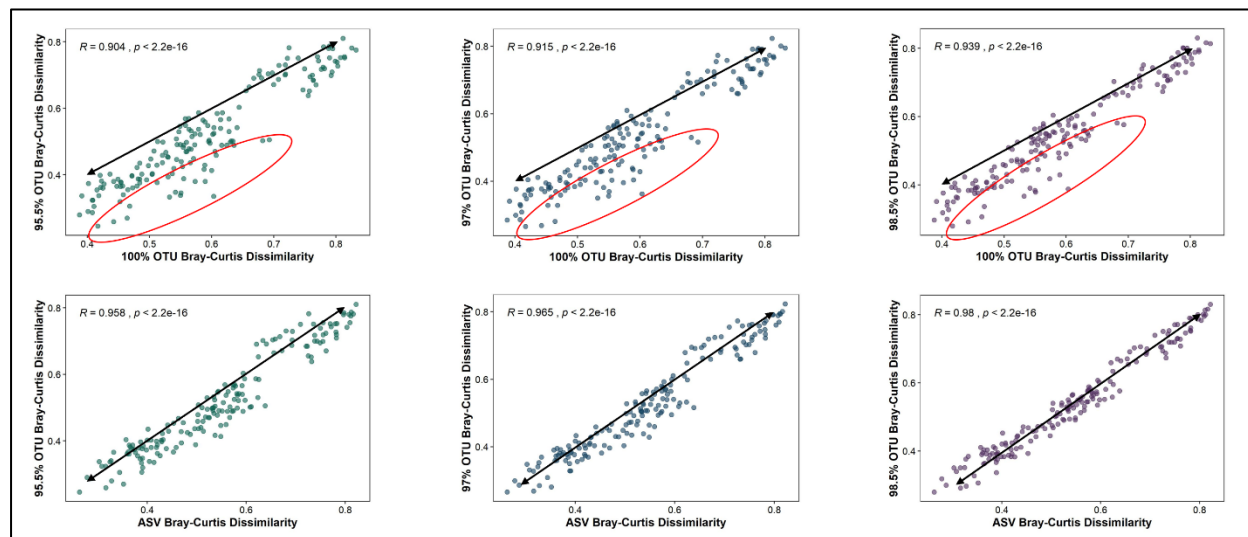 95.5% OTU Bray-Curtis Dissimilarity
R = 0.904 , p < 2.2e-16
0.8
0.6
0.4
0.4 0.5 0.6 0.7 0.8
100% OTU Bray-Curtis Dissimilarity
97% OTU Bray-Curtis Dissimilarity
R = 0.915 , p < 2.2e-16
0.8
0.6
0.4
0.4 0.5 0.6 0.7 0.8
100% OTU Bray-Curtis Dissimilarity
98.5% OTU Bray-Curtis Dissimilarity
R = 0.939 , p < 2.2e-16
0.8
0.6
0.4
0.4 0.5 0.6 0.7 0.8
100% OTU Bray-Curtis Dissimilarity
95.5% OTU Bray-Curtis Dissimilarity
R = 0.958 , p < 2.2e-16
0.8
0.6
0.4
0.4 0.6 0.8
ASV Bray-Curtis Dissimilarity
97% OTU Bray-Curtis Dissimilarity
R = 0.965 , p < 2.2e-16
0.8
0.6
0.4
0.4 0.6 0.8
ASV Bray-Curtis Dissimilarity
98.5% OTU Bray-Curtis Dissimilarity
R = 0.98 , p < 2.2e-16
0.8
0.6
0.4
0.4 0.6 0.8
ASV Bray-Curtis Dissimilarity